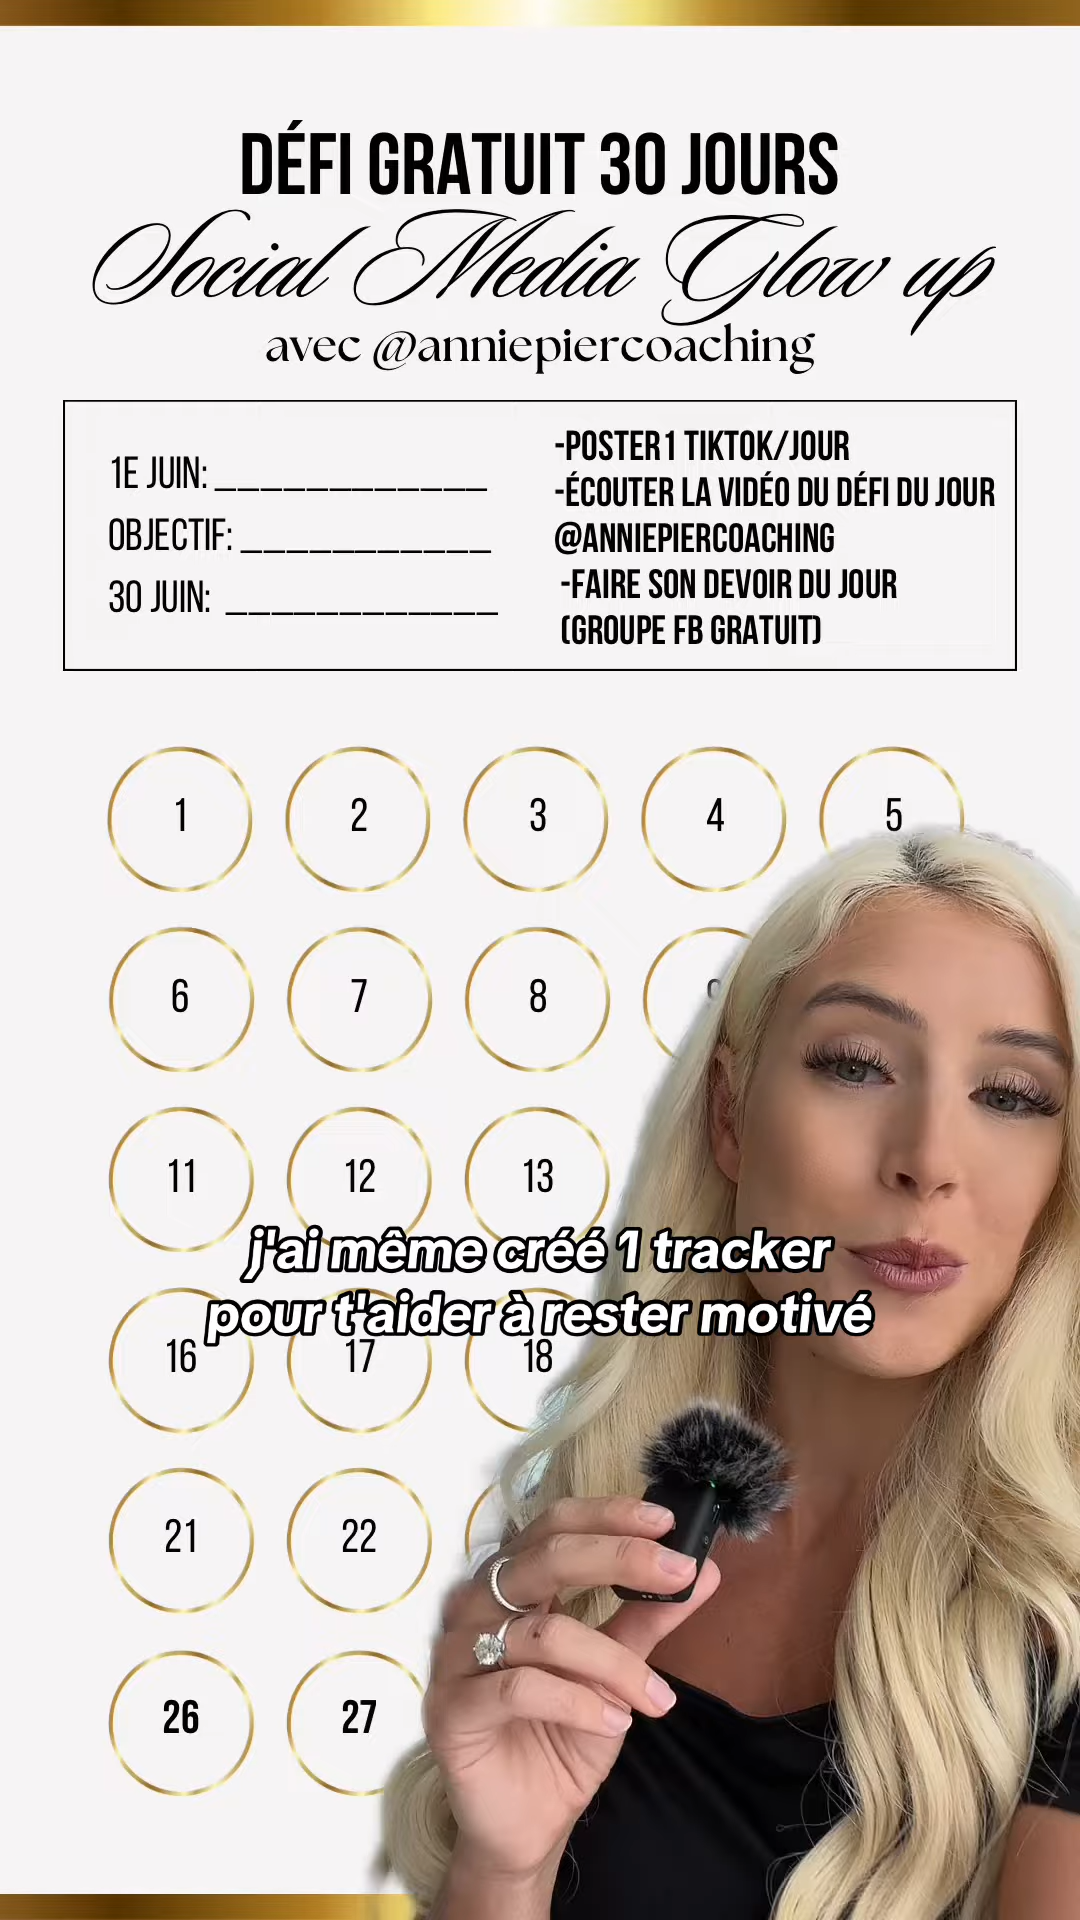 DÉFI GRATUIT 30 JOURS
Social Media Glow up
avec @anniepiercoaching
1E JUIN: ____________
OBJECTIF: ___________
30 JUIN: ____________
-POSTER 1 TIKTOK/JOUR
-ÉCOUTER LA VIDÉO DU DÉFI DU JOUR
@ANNIEPIERCOACHING
-FAIRE SON DEVOIR DU JOUR
(GROUPE FB GRATUIT)
1 2 3 4 5
6 7 8
11 12 13
j'ai même créé 1 tracker
pour t'aider à rester motivé
16 17 18
21 22
26 27